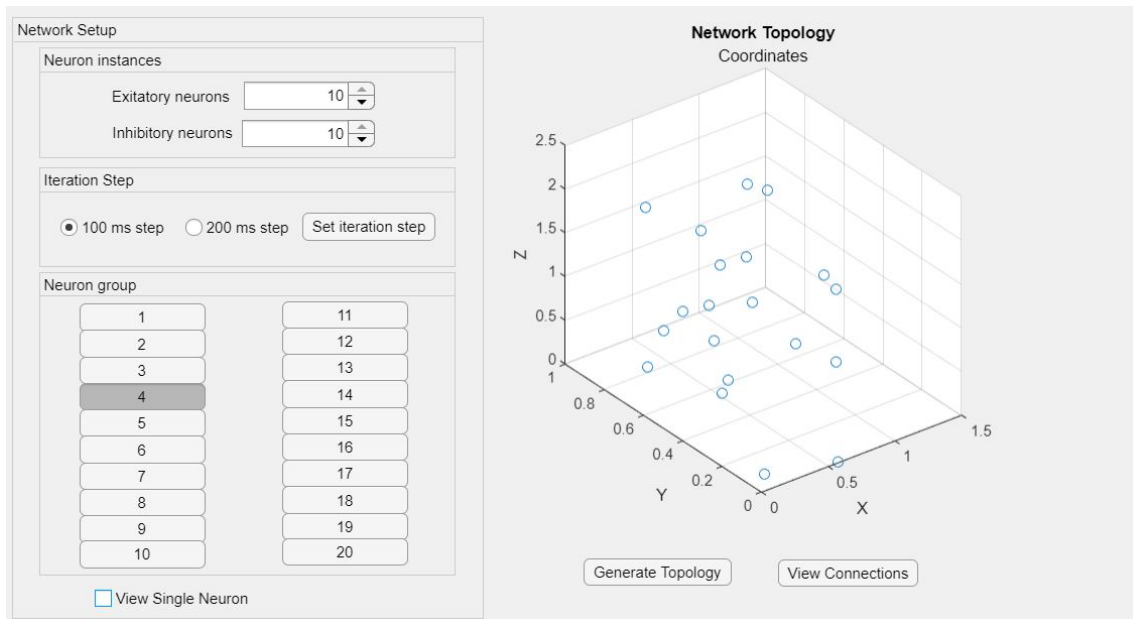 Network Setup
Neuron instances
Exitatory neurons 10
Inhibitory neurons 10
Iteration Step
100 ms step 200 ms step Set iteration step
Neuron group
1 11
2 12
3 13
4 14
5 15
6 16
7 17
8 18
9 19
10 20
View Single Neuron
Network Topology
Coordinates
2.5
2
1.5
1
0.5
0
Z
1
0.8
0.6
0.4
0.2
0
Y
0
0.5
1
1.5
X
Generate Topology View Connections